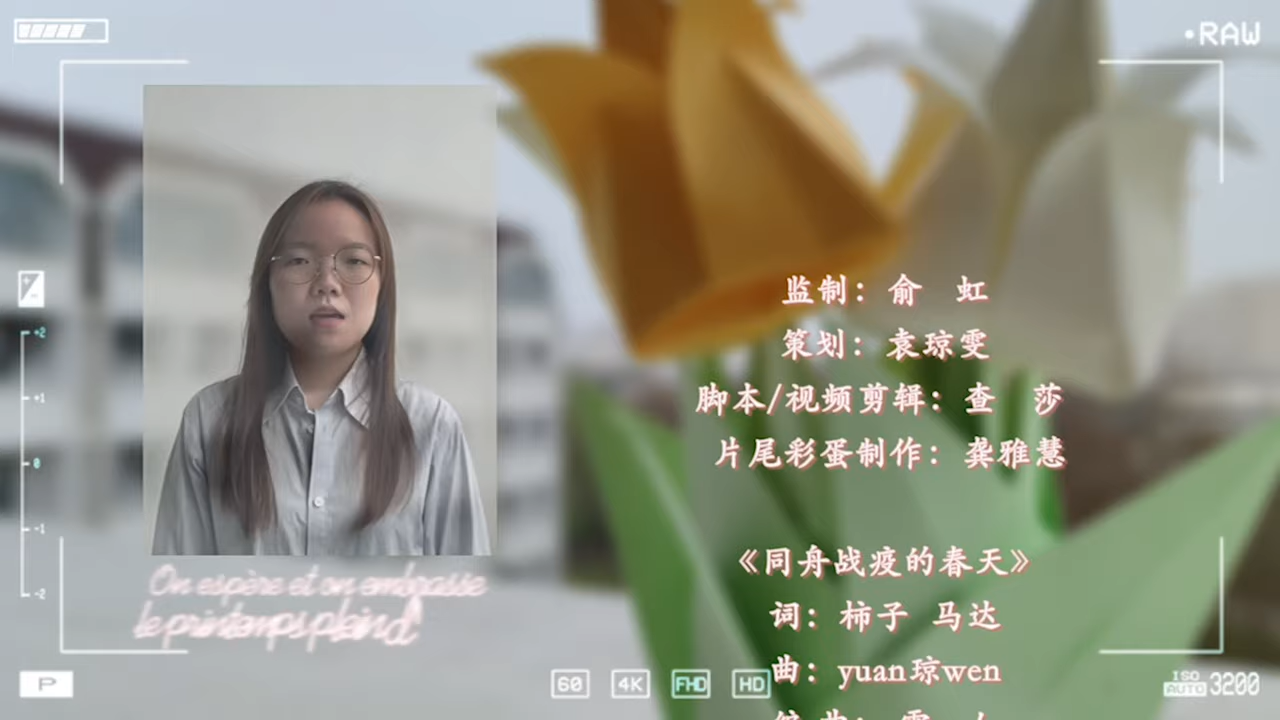 RAW
监制：俞 虹
策划：袁琼雯
脚本/视频剪辑：查 莎
片尾彩蛋制作：龚雅慧
《同舟战疫的春天》
词：柿子 马达
曲：yuan琼wen
On espère et on embrasse
le printemps plein d'
+2
+1
0
-1
-2
P
60
4K
FHD
HD
ISO
AUTO 3200